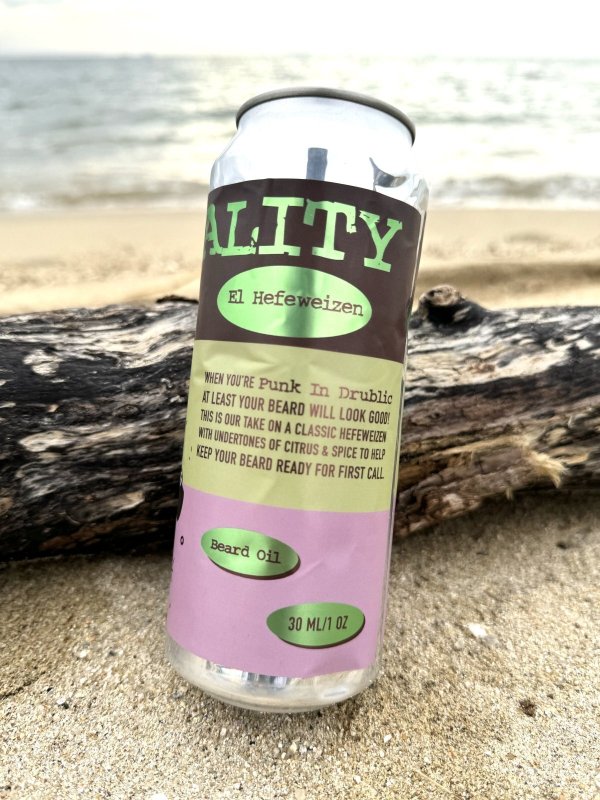 ALITY
El Hefeweizen
WHEN YOU'RE Punk In Drublic
AT LEAST YOUR BEARD WILL LOOK GOOD!
THIS IS OUR TAKE ON A CLASSIC HEFEWEIZEN
WITH UNDERTONES OF CITRUS & SPICE TO HELP
KEEP YOUR BEARD READY FOR FIRST CALL.
Beard Oil
30 ML/1 OZ